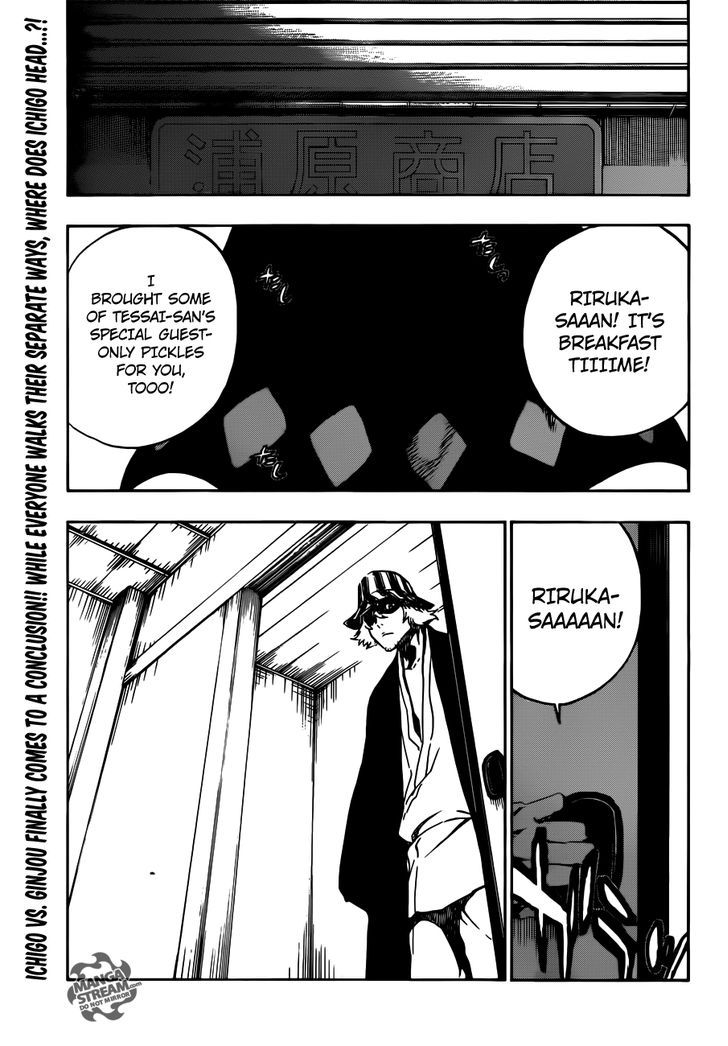 ICHIGO VS. GINJOU FINALLY COMES TO A CONCLUSION!! WHILE EVERYONE WALKS THEIR SEPARATE WAYS, WHERE DOES ICHIGO HEAD...?!
浦原商店
RIRUKA-
SAAAN! IT'S
BREAKFAST
TIIIIME!
I
BROUGHT SOME
OF TESSAI-SAN'S
SPECIAL GUEST-
ONLY PICKLES
FOR YOU,
TOOO!
RIRUKA-
SAAAAAN!
MANGA
STREAM.com
DO NOT MIRROR